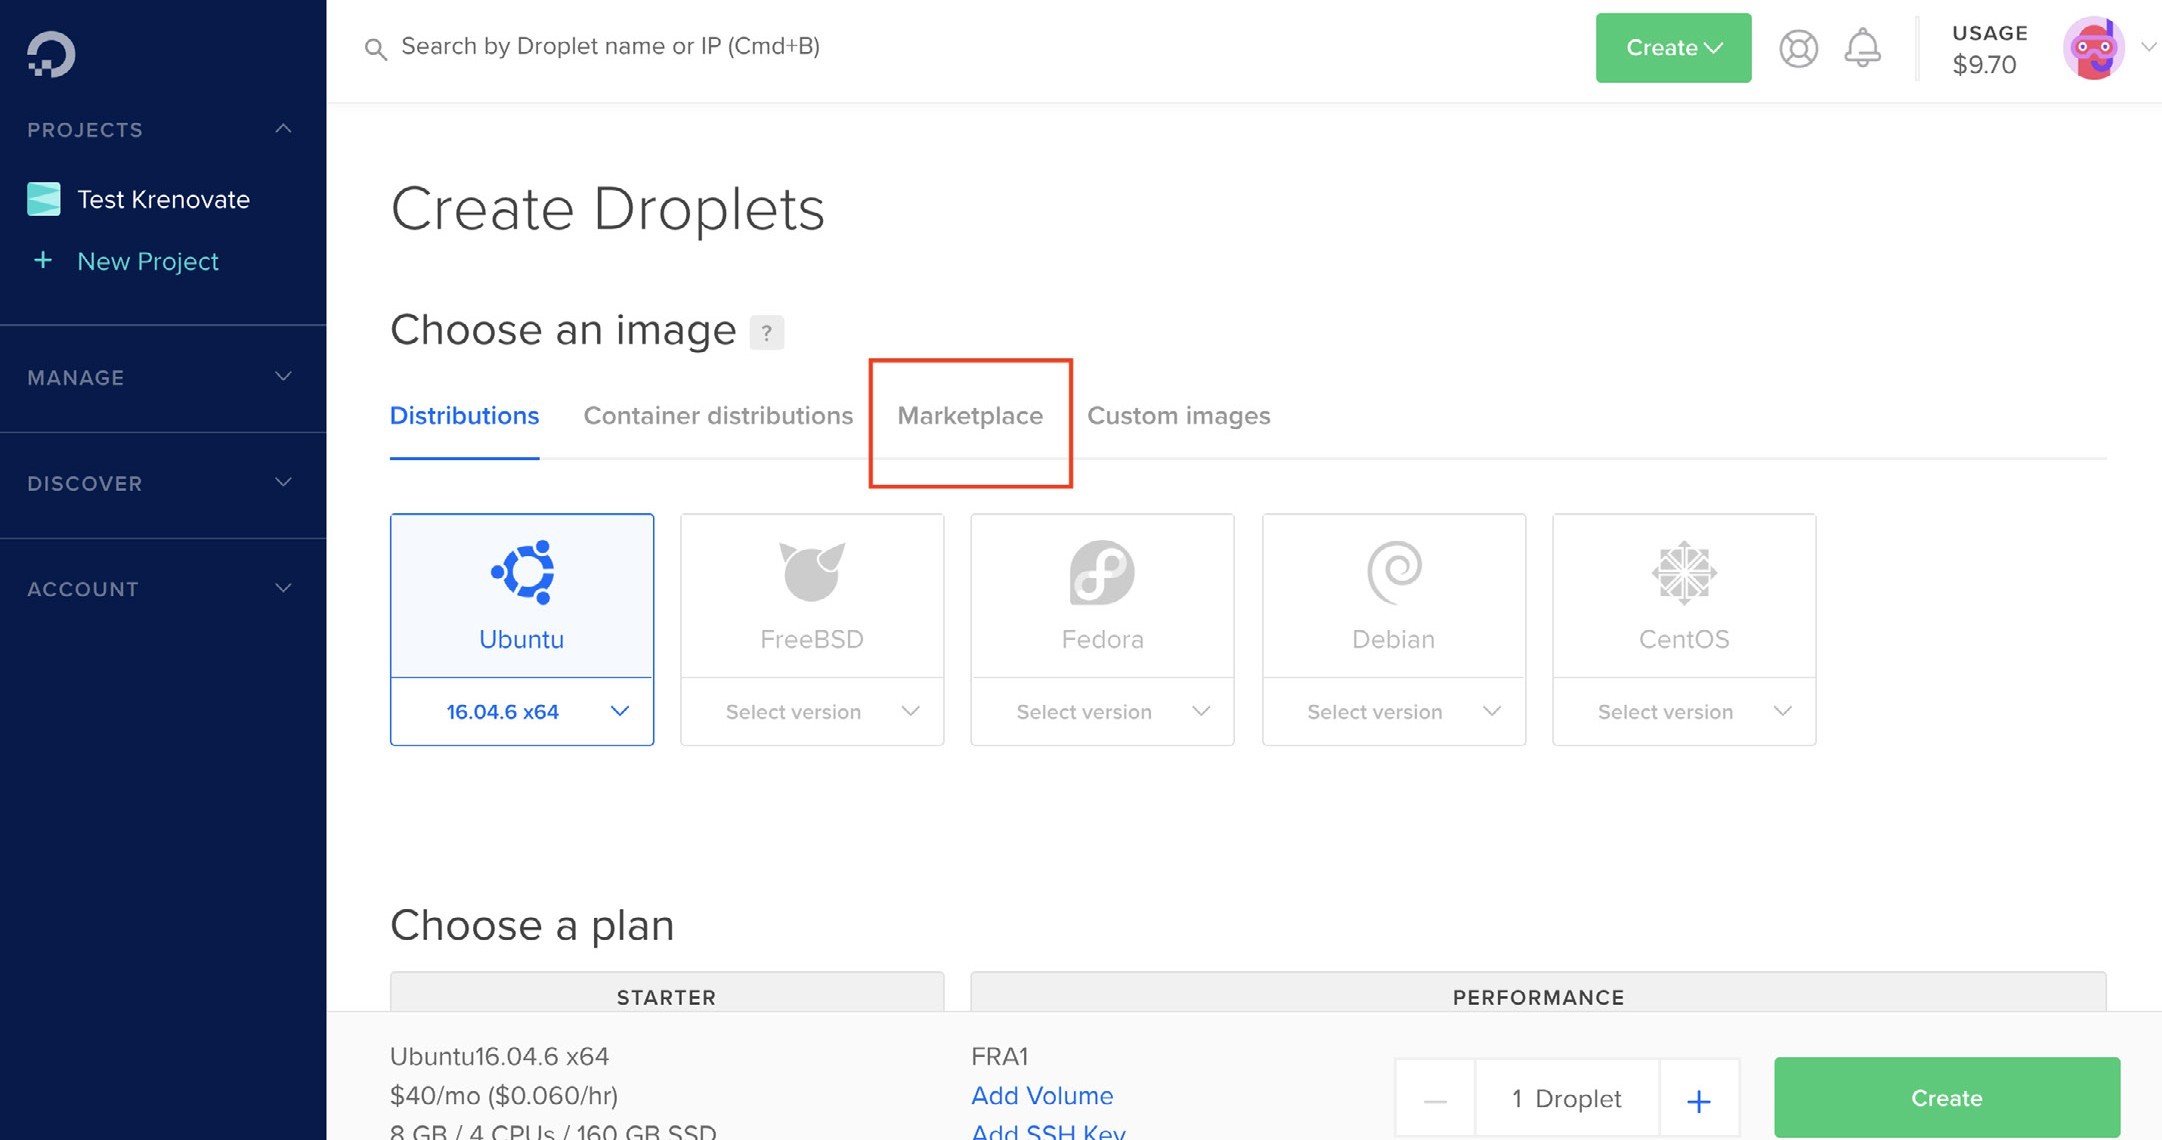 Search by Droplet name or IP (Cmd+B)
Create
USAGE
$9.70
PROJECTS
Test Krenovate
+ New Project
MANAGE
DISCOVER
ACCOUNT
Create Droplets
Choose an image ?
Distributions Container distributions Marketplace Custom images
Ubuntu FreeBSD Fedora Debian CentOS
16.04.6 x64 Select version Select version Select version Select version
Choose a plan
STARTER PERFORMANCE
Ubuntu16.04.6 x64 FRA1
$40/mo ($0.060/hr) Add Volume
8 GB / 4 CPUs / 160 GB SSD Add SSH Key
— 1 Droplet +
Create